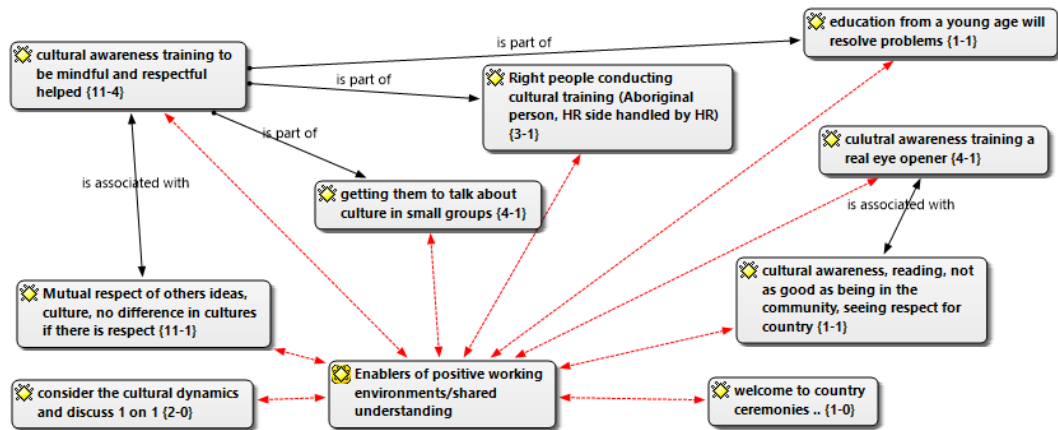 education from a young age will
resolve problems {1-1}
is part of
cultural awareness training to
be mindful and respectful
helped {11-4}
is part of
Right people conducting
cultural training (Aboriginal
person, HR side handled by HR)
{3-1}
is part of
culutral awareness training a
real eye opener {4-1}
is associated with
getting them to talk about
culture in small groups {4-1}
is associated with
cultural awareness, reading, not
as good as being in the
community, seeing respect for
country {1-1}
Mutual respect of others ideas,
culture, no difference in cultures
if there is respect {11-1}
Enablers of positive working
environments/shared
understanding
consider the cultural dynamics
and discuss 1 on 1 {2-0}
welcome to country
ceremonies .. {1-0}